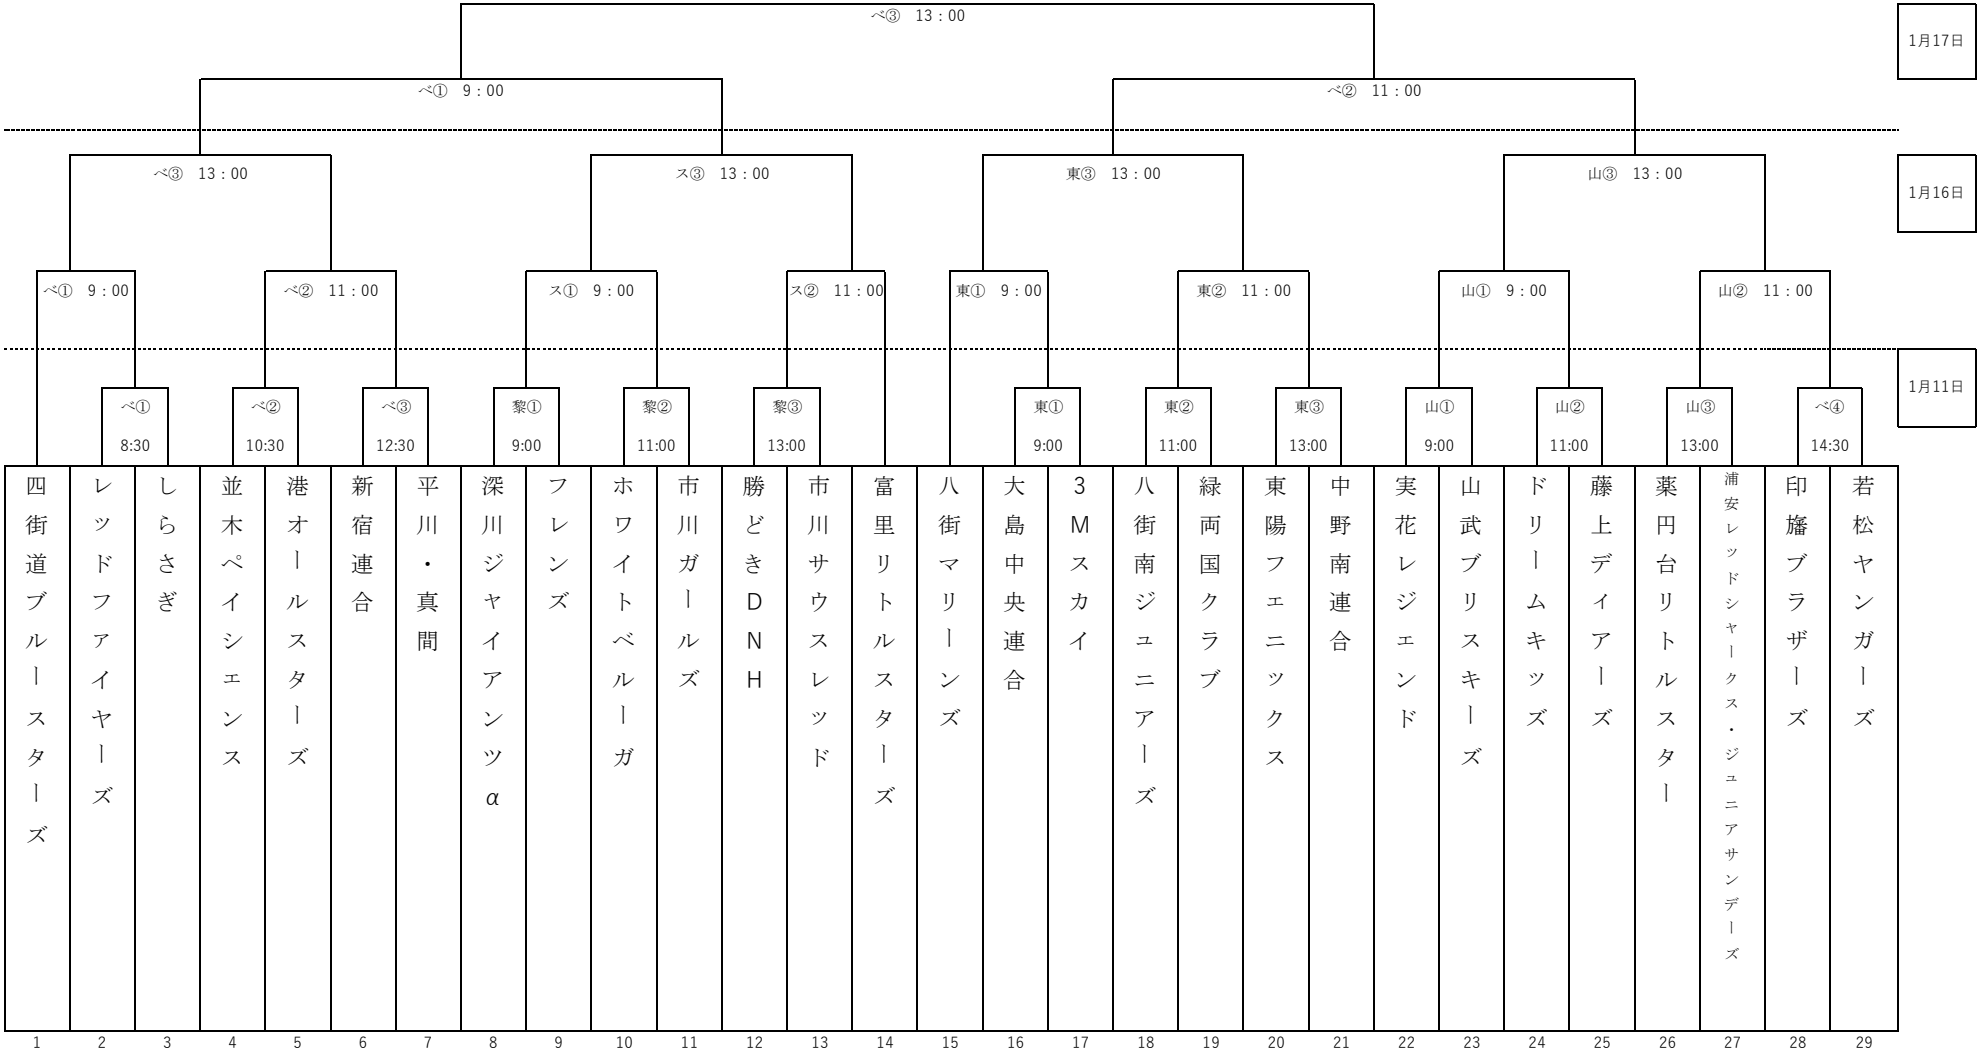 べ③ 13：00
1月17日
べ① 9：00
べ② 11：00
べ③ 13：00
ス③ 13：00
東③ 13：00
山③ 13：00
1月16日
べ① 9：00
べ② 11：00
ス① 9：00
ス② 11：00
東① 9：00
東② 11：00
山① 9：00
山② 11：00
1月11日
べ①
8:30
べ②
10:30
べ③
12:30
黎①
9:00
黎②
11:00
黎③
13:00
東①
9:00
東②
11:00
東③
13:00
山①
9:00
山②
11:00
山③
13:00
べ④
14:30
四街道ブルースターズ
レッドファイヤーズ
しらさぎ
並木ペイシェンス
港オールスターズ
新宿連合
平川・真間
深川ジャイアンツα
フレンズ
ホワイトベルーガ
市川ガールズ
勝どきDNH
市川サウスレッド
富里リトルスターズ
八街マリーンズ
大島中央連合
3Mスカイ
八街南ジュニアーズ
緑両国クラブ
東陽フェニックス
中野南連合
実花レジェンド
山武ブリスキーズ
ドリームキッズ
藤上ディアーズ
薬円台リトルスター
浦安レッドシャークス・ジュニアサンデーズ
印旛ブラザーズ
若松ヤンガーズ
1
2
3
4
5
6
7
8
9
10
11
12
13
14
15
16
17
18
19
20
21
22
23
24
25
26
27
28
29